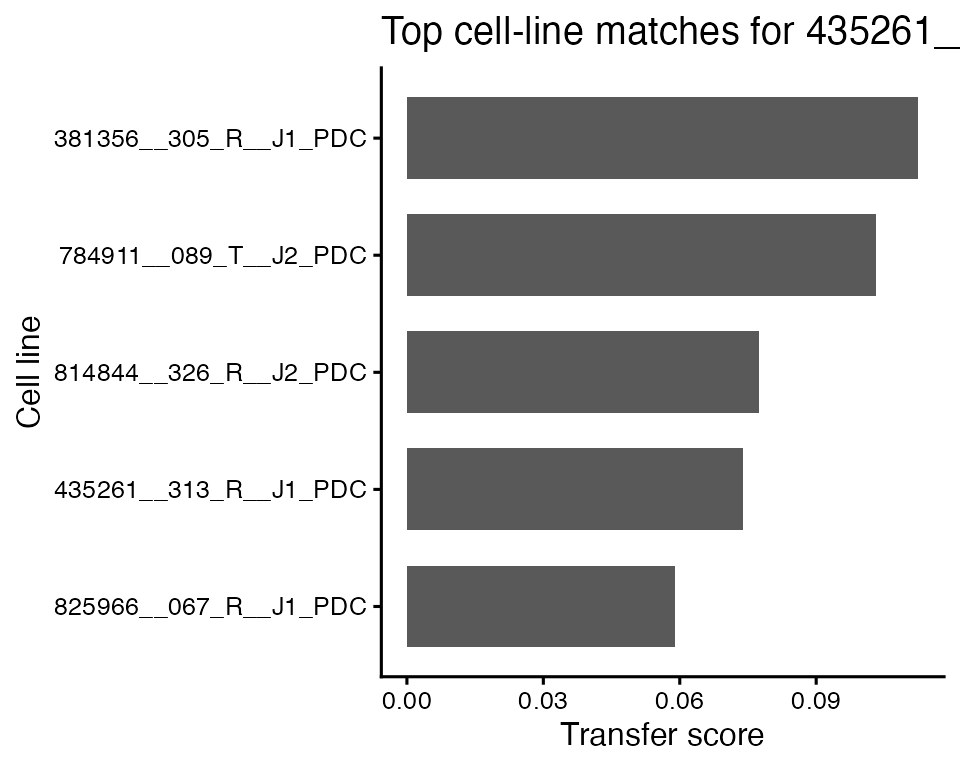 Top cell-line matches for 435261__
381356__305_R__J1_PDC
784911__089_T__J2_PDC
814844__326_R__J2_PDC
435261__313_R__J1_PDC
825966__067_R__J1_PDC
Cell line
0.00 0.03 0.06 0.09
Transfer score